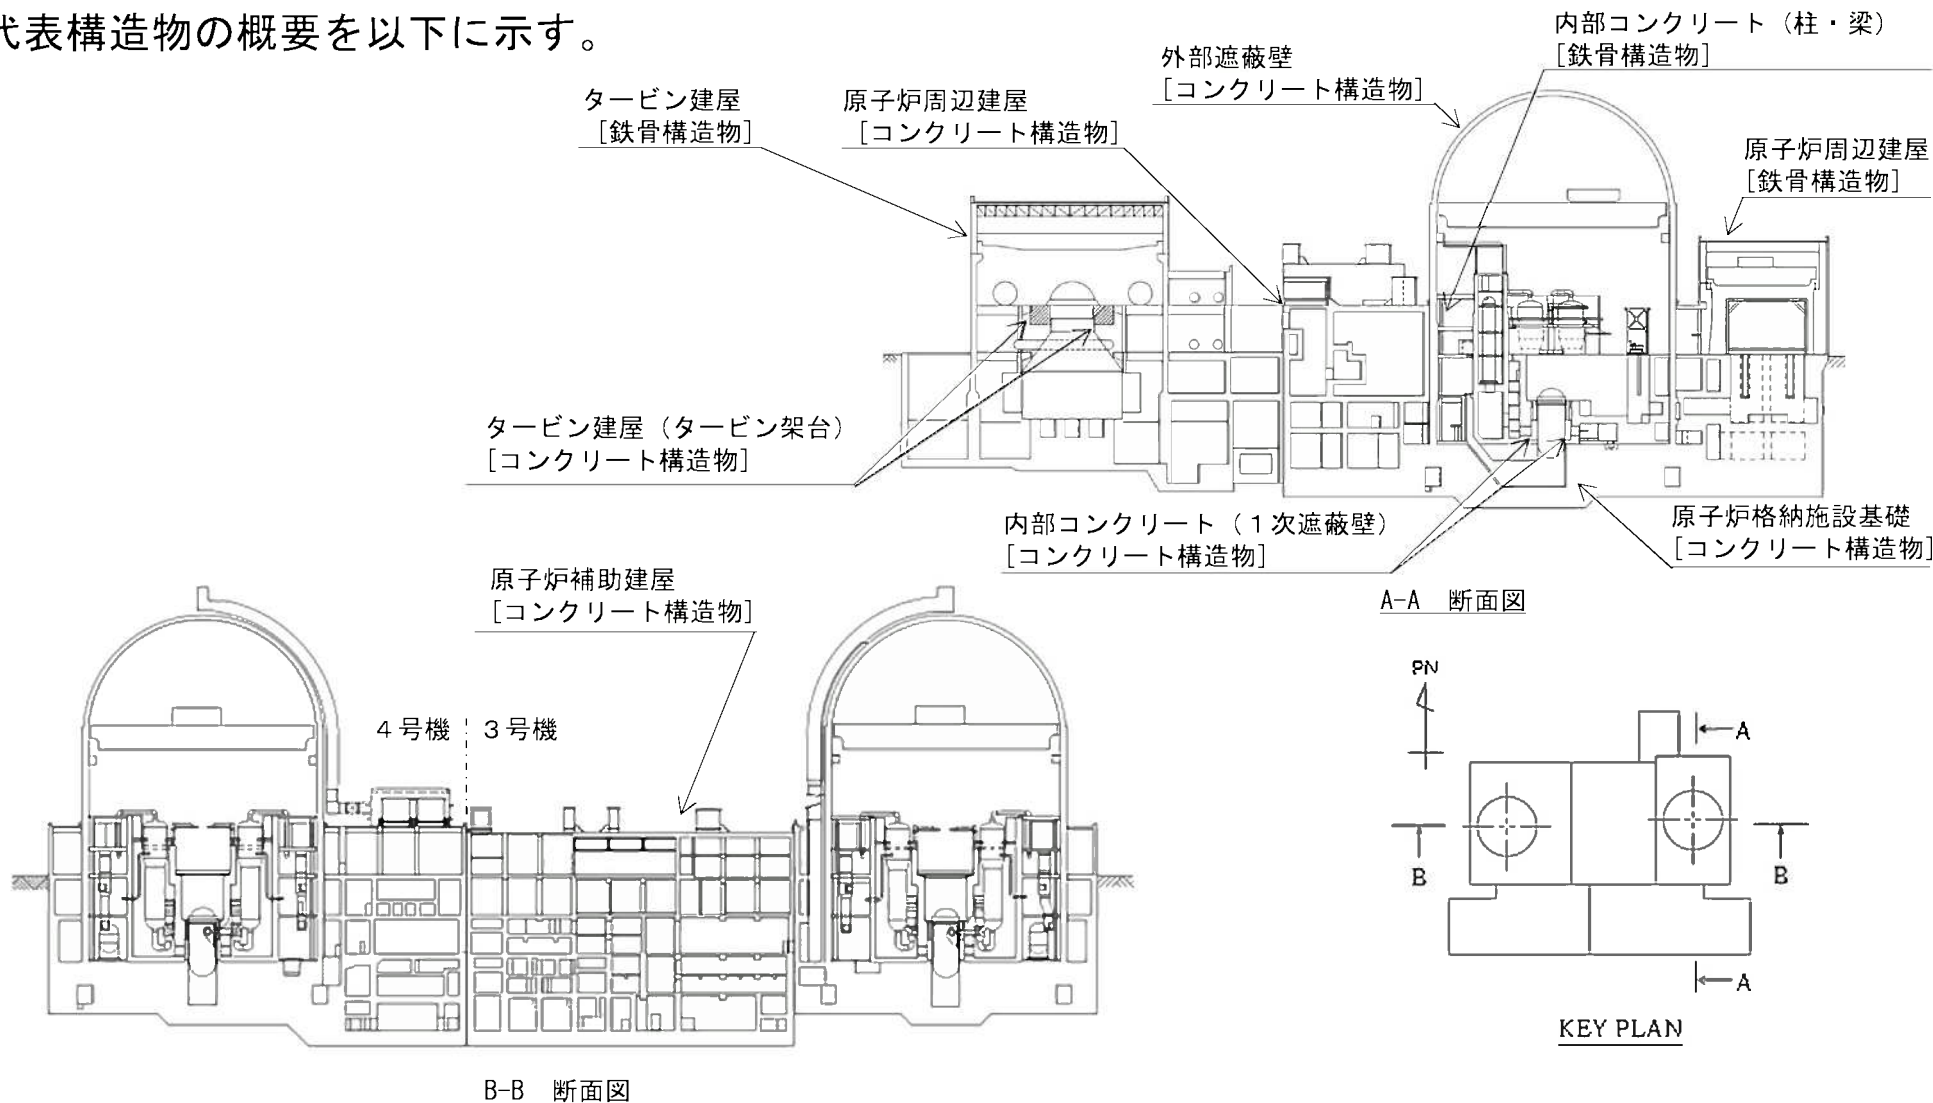 代表構造物の概要を以下に示す。
内部コンクリート（柱・梁）
[鉄骨構造物]
外部遮蔽壁
[コンクリート構造物]
タービン建屋
[鉄骨構造物]
原子炉周辺建屋
[コンクリート構造物]
原子炉周辺建屋
[鉄骨構造物]
タービン建屋（タービン架台）
[コンクリート構造物]
内部コンクリート（１次遮蔽壁）
[コンクリート構造物]
原子炉格納施設基礎
[コンクリート構造物]
A-A 断面図
原子炉補助建屋
[コンクリート構造物]
４号機
３号機
B-B 断面図
PN
A
B
B
A
KEY PLAN